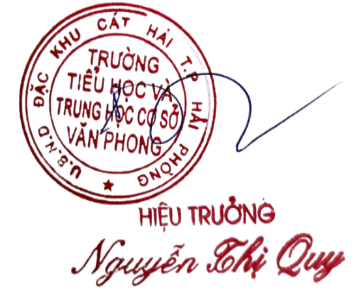 U.B.N.D ĐẶC KHU CÁT HẢI T.P HẢI PHÒNG
TRƯỜNG
TIỂU HỌC VÀ
TRUNG HỌC CƠ SỞ
VĂN PHONG
HIỆU TRƯỞNG
Nguyễn Thị Quy